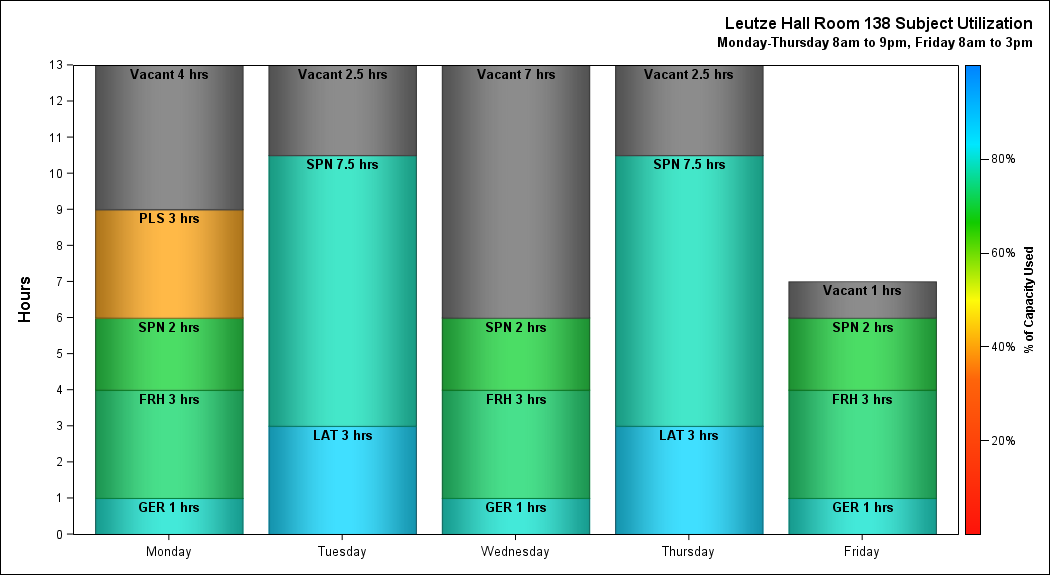 Leutze Hall Room 138 Subject Utilization
Monday-Thursday 8am to 9pm, Friday 8am to 3pm
Hours
13
12
11
10
9
8
7
6
5
4
3
2
1
0
Vacant 4 hrs
PLS 3 hrs
SPN 2 hrs
FRH 3 hrs
GER 1 hrs
Vacant 2.5 hrs
SPN 7.5 hrs
LAT 3 hrs
Vacant 7 hrs
SPN 2 hrs
FRH 3 hrs
GER 1 hrs
Vacant 2.5 hrs
SPN 7.5 hrs
LAT 3 hrs
Vacant 1 hrs
SPN 2 hrs
FRH 3 hrs
GER 1 hrs
Monday Tuesday Wednesday Thursday Friday
80%
60%
40%
20%
% of Capacity Used